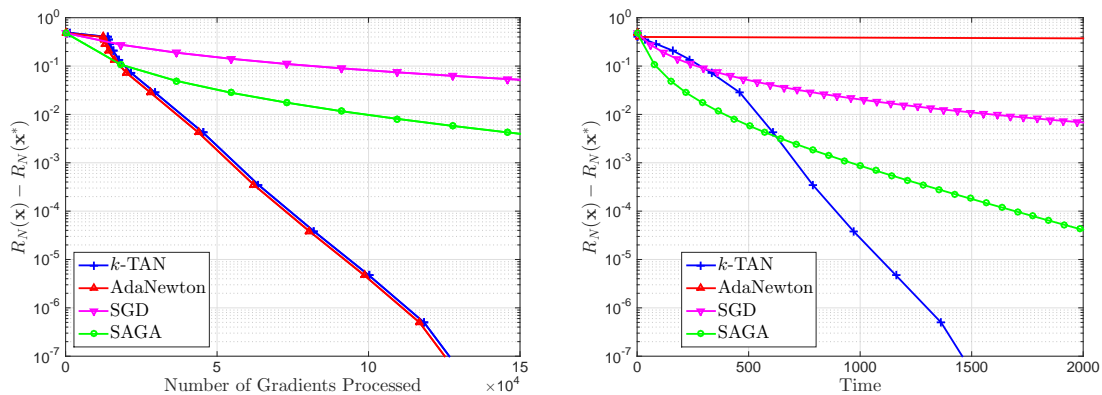 10^0
10^-1
10^-2
10^-3
10^-4
10^-5
10^-6
10^-7
R_N(x) − R_N(x*)
k-TAN
AdaNewton
SGD
SAGA
0 5 10 15
Number of Gradients Processed ×10^4
10^0
10^-1
10^-2
10^-3
10^-4
10^-5
10^-6
10^-7
R_N(x) − R_N(x*)
k-TAN
AdaNewton
SGD
SAGA
0 500 1000 1500 2000
Time